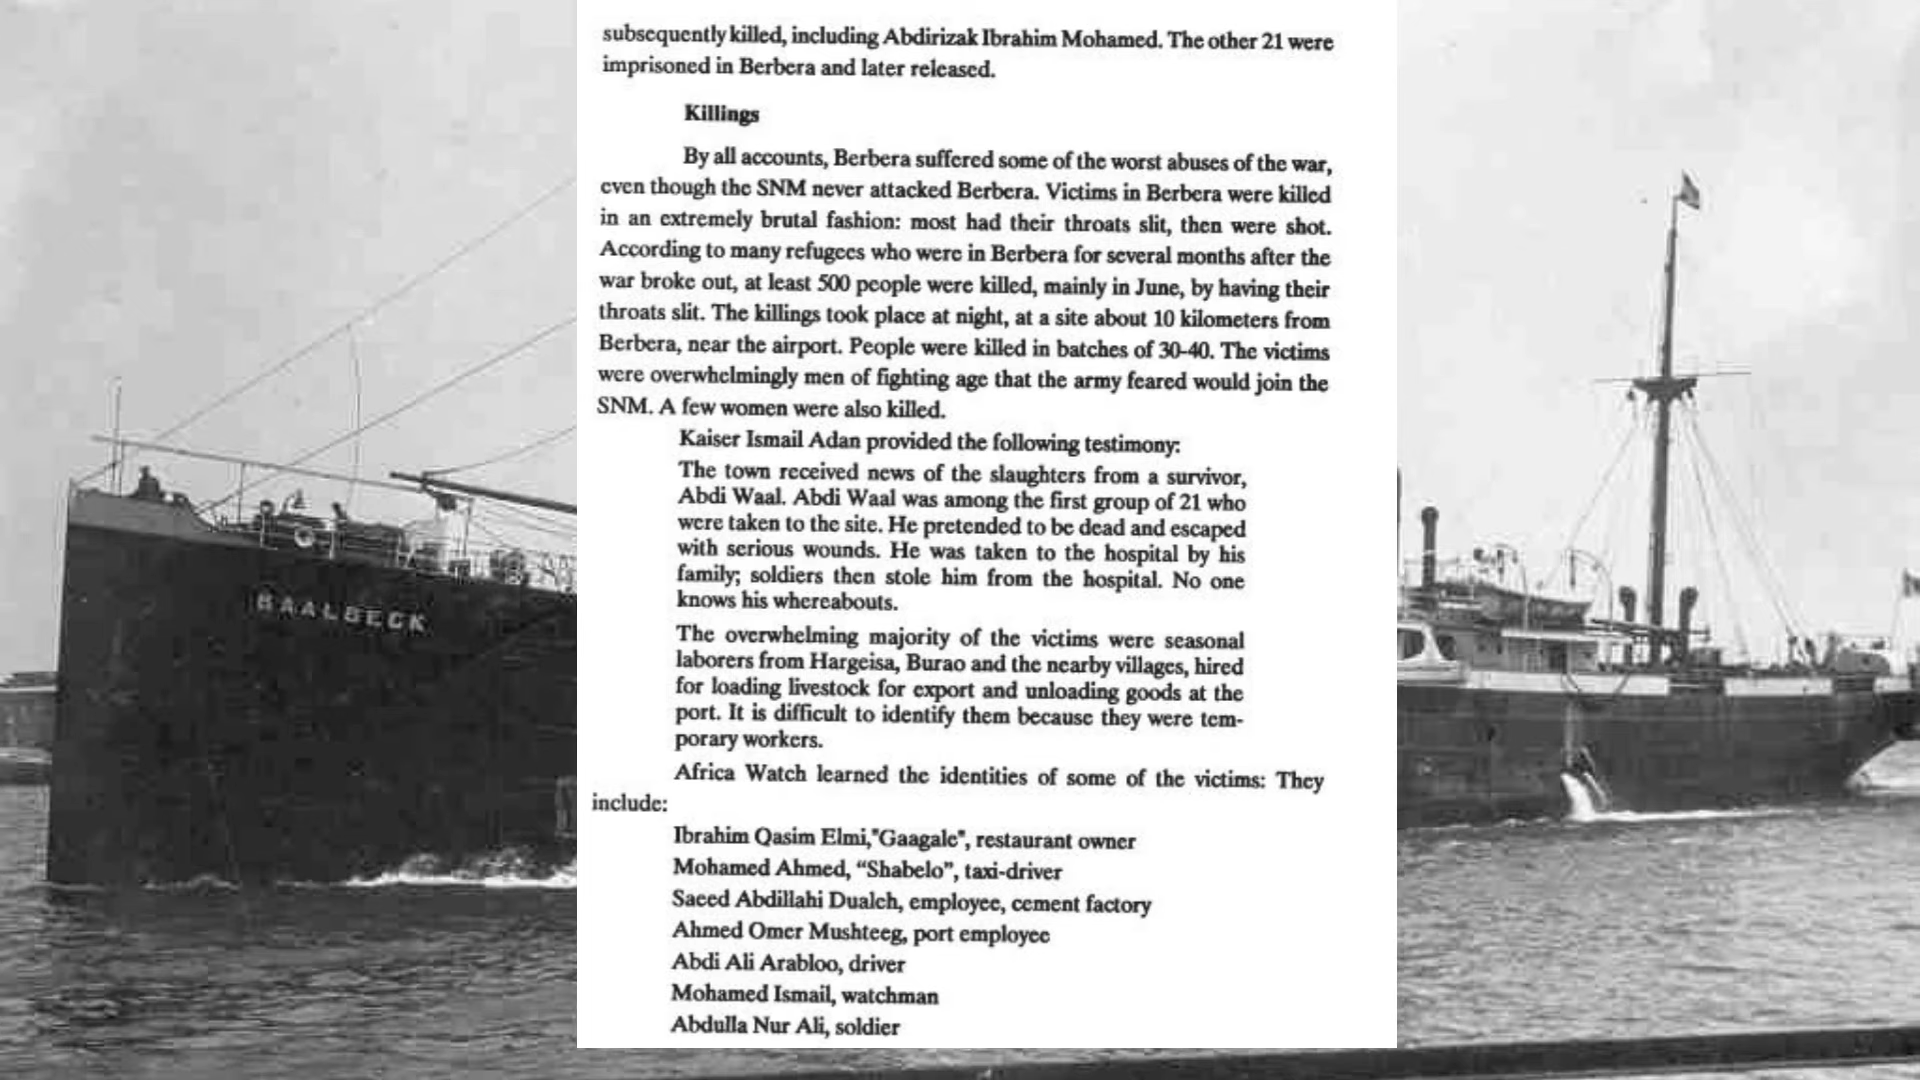 subsequently killed, including Abdirizak Ibrahim Mohamed. The other 21 were
imprisoned in Berbera and later released.
Killings
By all accounts, Berbera suffered some of the worst abuses of the war,
even though the SNM never attacked Berbera. Victims in Berbera were killed
in an extremely brutal fashion: most had their throats slit, then were shot.
According to many refugees who were in Berbera for several months after the
war broke out, at least 500 people were killed, mainly in June, by having their
throats slit. The killings took place at night, at a site about 10 kilometers from
Berbera, near the airport. People were killed in batches of 30-40. The victims
were overwhelmingly men of fighting age that the army feared would join the
SNM. A few women were also killed.
Kaiser Ismail Adan provided the following testimony:
The town received news of the slaughters from a survivor,
Abdi Waal. Abdi Waal was among the first group of 21 who
were taken to the site. He pretended to be dead and escaped
with serious wounds. He was taken to the hospital by his
family; soldiers then stole him from the hospital. No one
knows his whereabouts.
The overwhelming majority of the victims were seasonal
laborers from Hargeisa, Burao and the nearby villages, hired
for loading livestock for export and unloading goods at the
port. It is difficult to identify them because they were tem-
porary workers.
Africa Watch learned the identities of some of the victims: They
include:
Ibrahim Qasim Elmi,"Gaagale", restaurant owner
Mohamed Ahmed, “Shabelo”, taxi-driver
Saeed Abdillahi Dualeh, employee, cement factory
Ahmed Omer Mushteeg, port employee
Abdi Ali Arabloo, driver
Mohamed Ismail, watchman
Abdulla Nur Ali, soldier
BAALBECK